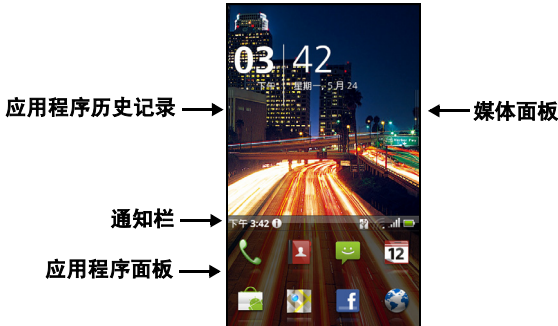 03 42
下午 星期一, 5 月 24
应用程序历史记录
媒体面板
通知栏
下午 3:42
应用程序面板
12
f